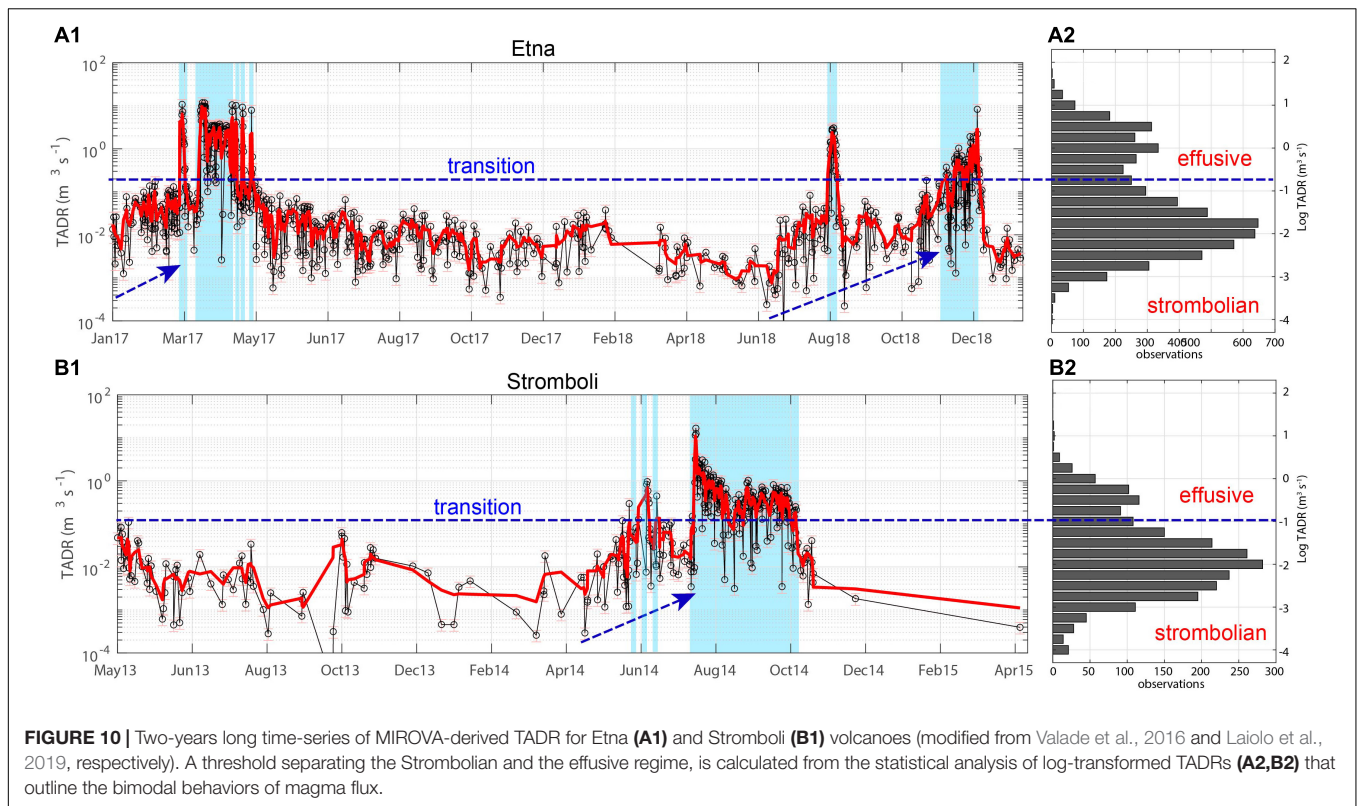 A1
Etna
A2
10^2
10^0
10^-2
10^-4
TADR (m^3 s^-1)
transition
Jan17 Mar17 May17 Jun17 Aug17 Oct17 Dec17 Feb18 Apr18 Jun18 Aug18 Oct18 Dec18
effusive
strombolian
2
1
0
-1
-2
-3
-4
Log TADR (m³ s⁻¹)
0 100 200 300 400 500 600 700
observations
B1
Stromboli
B2
10^2
10^0
10^-2
10^-4
TADR (m^3 s^-1)
transition
May13 Jun13 Aug13 Oct13 Dec13 Feb14 Apr14 Jun14 Aug14 Oct14 Dec14 Feb15 Apr15
effusive
strombolian
2
1
0
-1
-2
-3
-4
Log TADR (m³ s⁻¹)
0 50 100 150 200 250 300
observations
FIGURE 10 | Two-years long time-series of MIROVA-derived TADR for Etna (A1) and Stromboli (B1) volcanoes (modified from Valade et al., 2016 and Laiolo et al.,
2019, respectively). A threshold separating the Strombolian and the effusive regime, is calculated from the statistical analysis of log-transformed TADRs (A2,B2) that
outline the bimodal behaviors of magma flux.